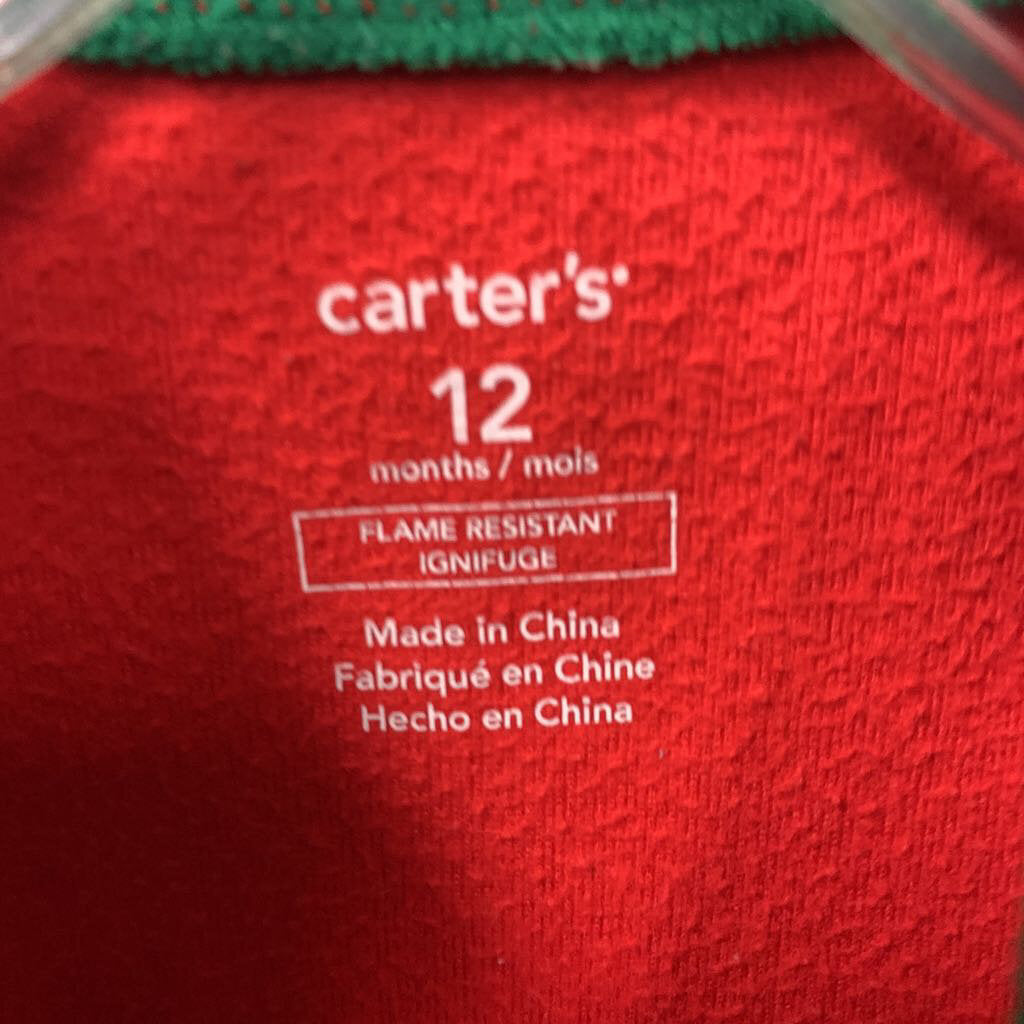 carter's
12
months / mois
FLAME RESISTANT
IGNIFUGE
Made in China
Fabriqué en Chine
Hecho en China